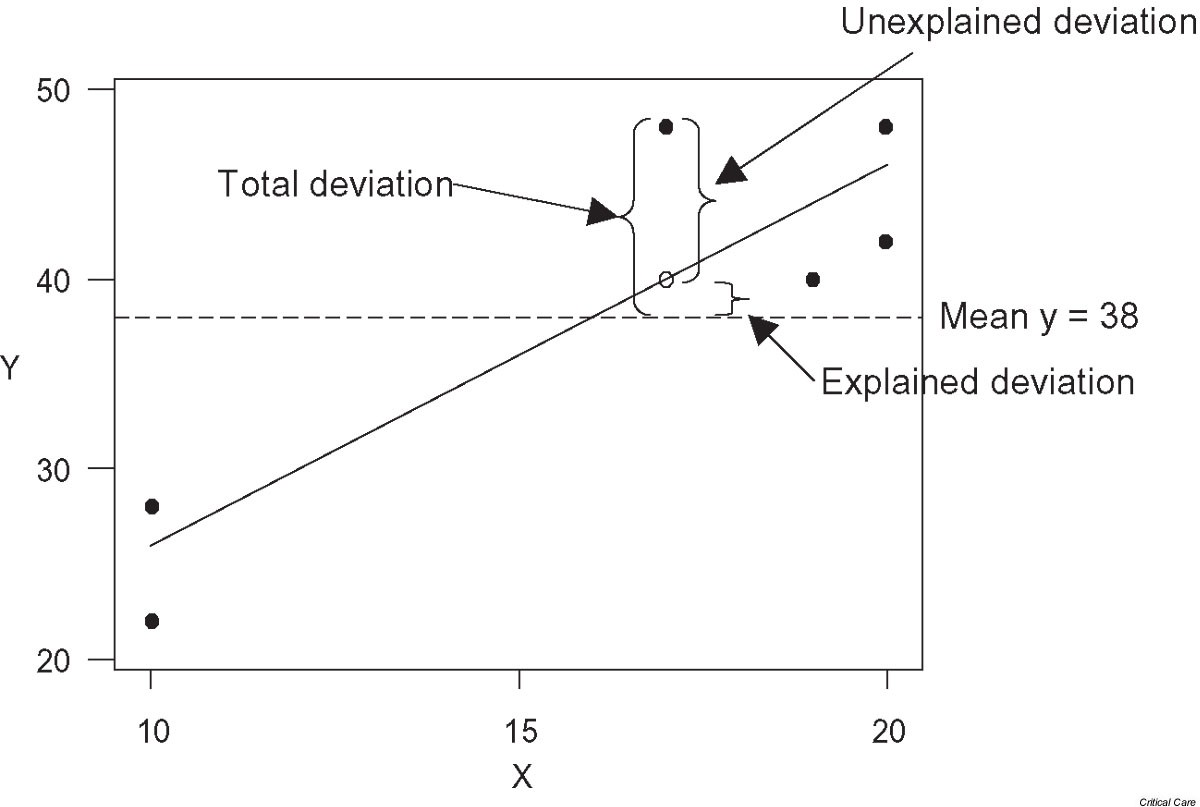 Unexplained deviation
50
Total deviation
40
Mean y = 38
Y
Explained deviation
30
20
10
15
20
X
Critical Care